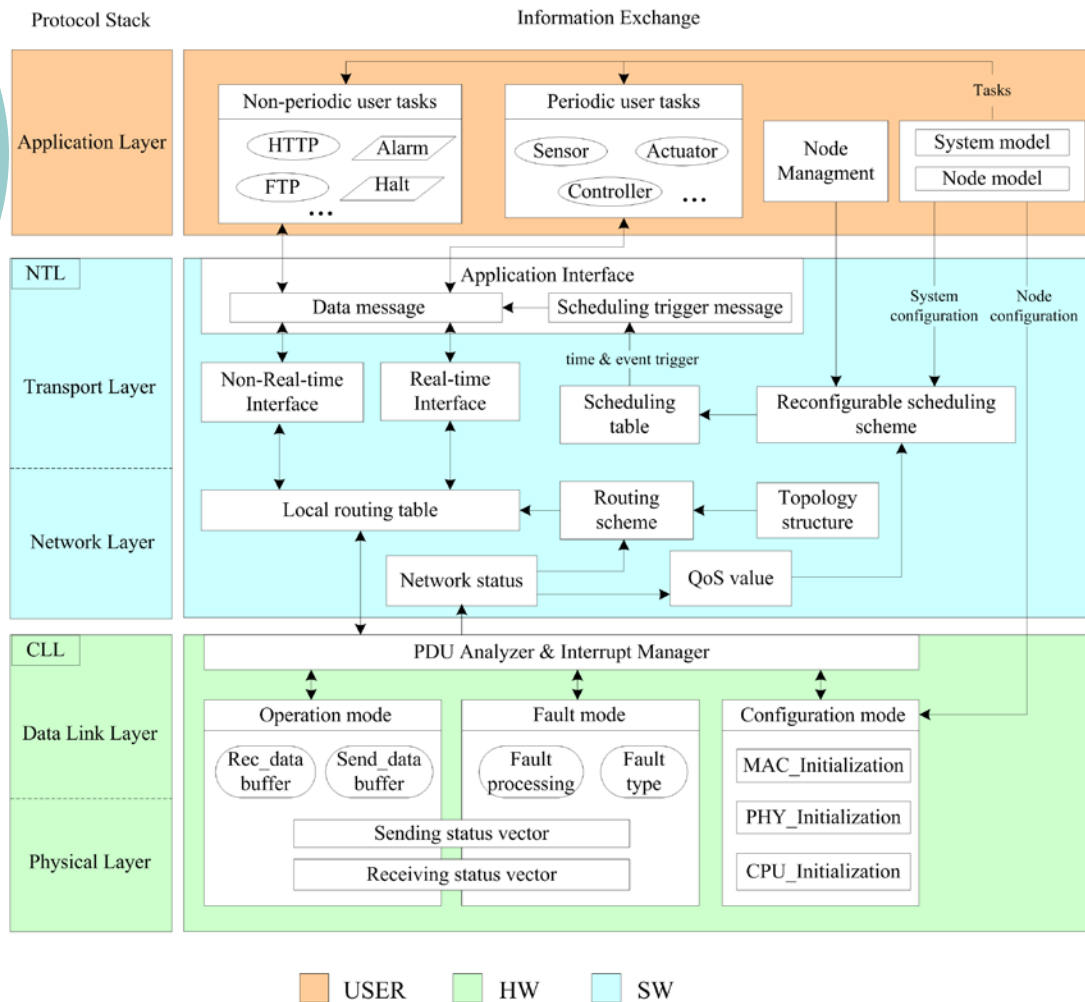 Protocol Stack
Information Exchange
Application Layer
Non-periodic user tasks
HTTP
Alarm
FTP
Halt
...
Periodic user tasks
Sensor
Actuator
Controller
...
Node
Managment
Tasks
System model
Node model
NTL
Transport Layer
Network Layer
Application Interface
Data message
Scheduling trigger message
System
configuration
Node
configuration
time & event trigger
Non-Real-time
Interface
Real-time
Interface
Scheduling
table
Reconfigurable scheduling
scheme
Local routing table
Routing
scheme
Topology
structure
Network status
QoS value
CLL
Data Link Layer
Physical Layer
PDU Analyzer & Interrupt Manager
Operation mode
Rec_data
buffer
Send_data
buffer
Fault mode
Fault
processing
Fault
type
Configuration mode
MAC_Initialization
PHY_Initialization
CPU_Initialization
Sending status vector
Receiving status vector
USER
HW
SW